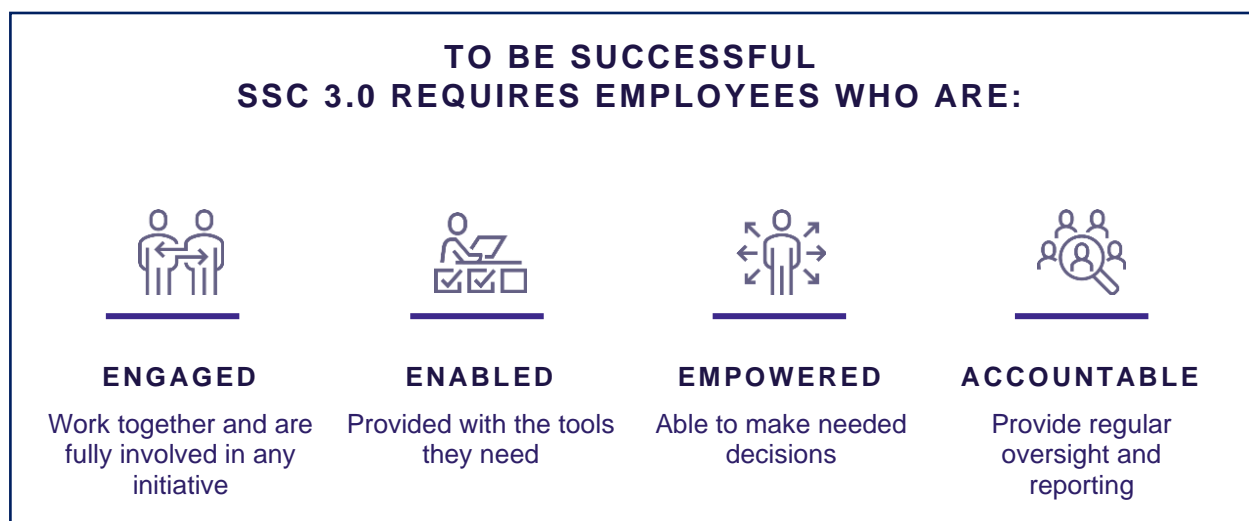 TO BE SUCCESSFUL
SSC 3.0 REQUIRES EMPLOYEES WHO ARE:
ENGAGED
Work together and are
fully involved in any
initiative
ENABLED
Provided with the tools
they need
EMPOWERED
Able to make needed
decisions
ACCOUNTABLE
Provide regular
oversight and
reporting